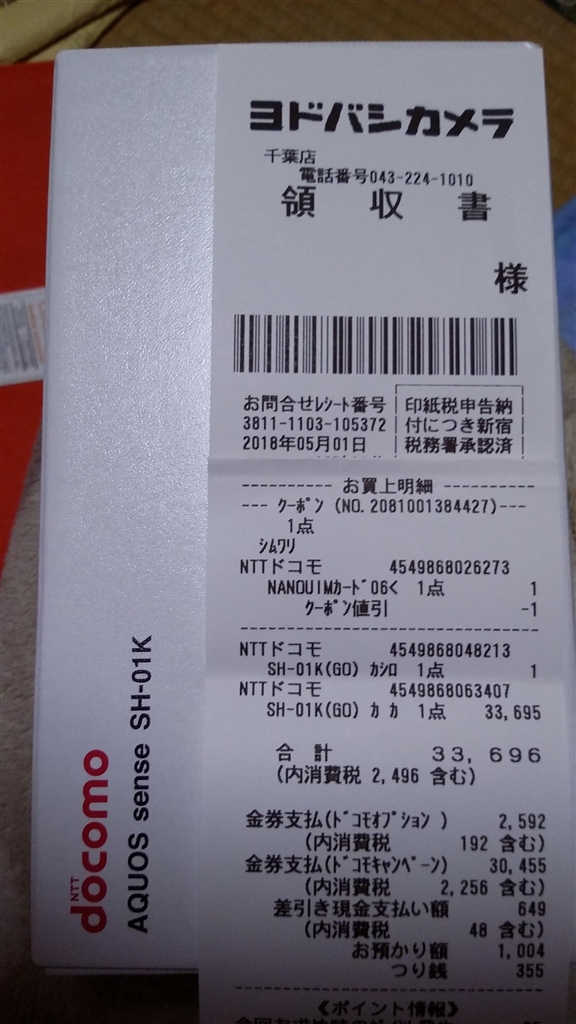 ヨドバシカメラ
千葉店
電話番号043-224-1010
領 収 書
様
お問合せレシート番号
3811-1103-105372
2018年05月01日
印紙税申告納
付につき新宿
税務署承認済
---------- お買上明細 ----------
--- クーポン (NO. 2081001384427)---
1点
シムワリ
NTTドコモ 4549868026273
NANOUIMカード06く 1点 1
クーポン値引 -1
NTTドコモ 4549868048213
SH-01K(GO) カシロ 1点 1
NTTドコモ 4549868063407
SH-01K(GO) カ カ 1点 33,695
合 計 33,696
(内消費税 2,496 含む)
金券支払(ドコモオプション ) 2,592
(内消費税 192 含む)
金券支払(ドコモキャンペーン) 30,455
(内消費税 2,256 含む)
差引き現金支払い額 649
(内消費税 48 含む)
お預かり額 1,004
つり銭 355
《ポイント情報》
NTT
docomo
AQUOS sense SH-01K